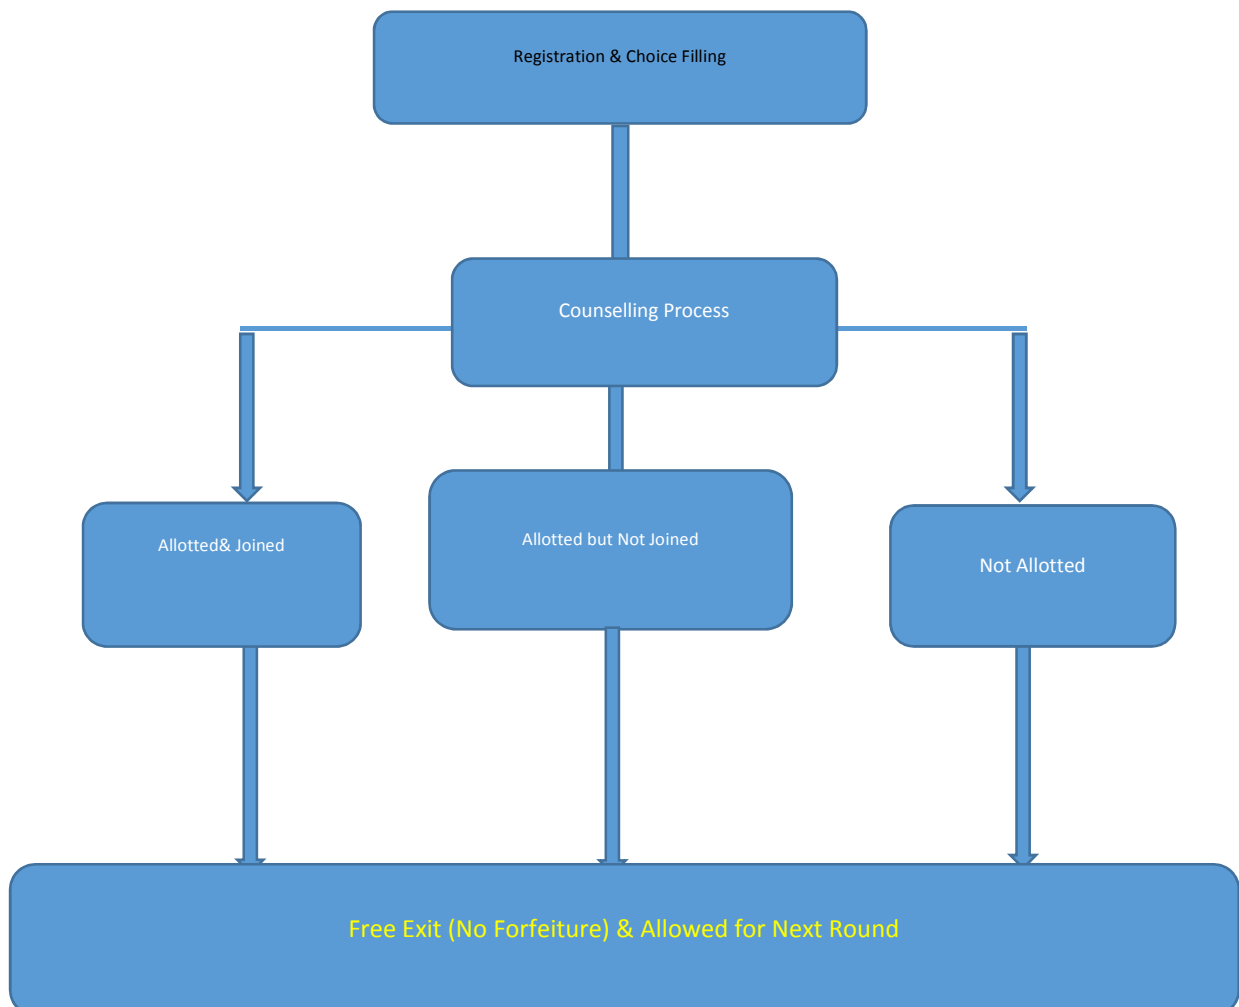 Registration & Choice Filling
Counselling Process
Allotted& Joined
Allotted but Not Joined
Not Allotted
Free Exit (No Forfeiture) & Allowed for Next Round